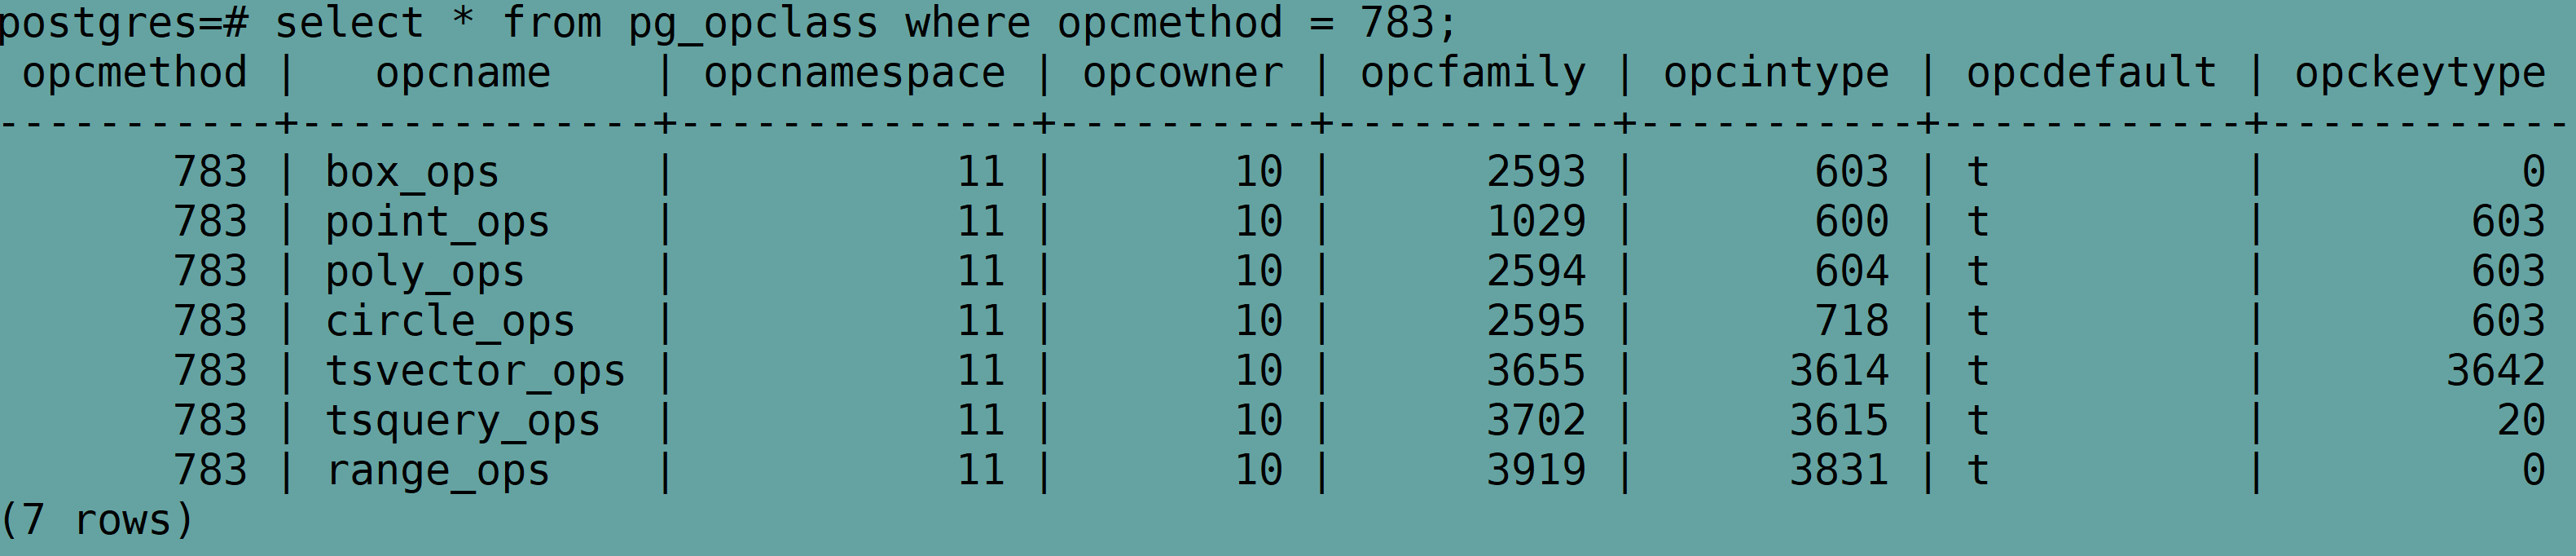 postgres=# select * from pg_opclass where opcmethod = 783;
 opcmethod |   opcname    | opcnamespace | opcowner | opcfamily | opcintype | opcdefault | opckeytype
-----------+--------------+--------------+----------+-----------+-----------+------------+------------
       783 | box_ops      |           11 |       10 |      2593 |       603 | t          |          0
       783 | point_ops    |           11 |       10 |      1029 |       600 | t          |        603
       783 | poly_ops     |           11 |       10 |      2594 |       604 | t          |        603
       783 | circle_ops   |           11 |       10 |      2595 |       718 | t          |        603
       783 | tsvector_ops |           11 |       10 |      3655 |      3614 | t          |       3642
       783 | tsquery_ops  |           11 |       10 |      3702 |      3615 | t          |         20
       783 | range_ops    |           11 |       10 |      3919 |      3831 | t          |          0
(7 rows)